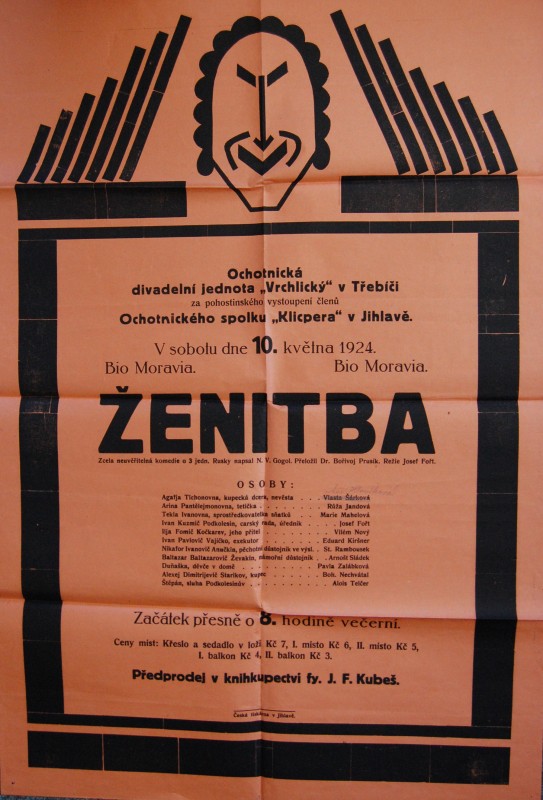 Ochotnická
divadelní jednota „Vrchlický“ v Třebíči
za pohostinského vystoupení členů
Ochotnického spolku „Klicpera“ v Jihlavě.
V sobotu dne 10. května 1924.
Bio Moravia. Bio Moravia.
ŽENITBA
Zcela neuvěřitelná komedie o 3 jedn. Rusky napsal N. V. Gogol. Přeložil Dr. Bořivoj Prusík. Režie Josef Fořt.
OSOBY:
Agafja Tichonovna, kupecká dcera, nevěsta . . Vlasta Šárková
Arina Pantělejmonovna, tetička . . . Růža Jandová
Tekla Ivanovna, sprostředkovatelka sňatků . . Marie Mahelová
Ivan Kuzmič Podkolesin, carský rada, úředník . . Josef Fořt
Ilja Fomič Kočkarev, jeho přítel . . . Vilém Nový
Ivan Pavlovič Vajíčko, exekutor . . . Eduard Kiršner
Nikafor Ivanovič Anučkin, pěchotní důstojník ve výsl. . St. Rambousek
Baltazar Baltazarovič Ževakin, námořní důstojník . Arnošt Sládek
Duňaška, děvče v domě . . . Pavla Zalábková
Alexej Dimitrijevič Starikov, kupec . . . Boh. Nechvátal
Štěpán, sluha Podkolesinův . . . Alois Telčer
Začátek přesně o 8. hodině večerní.
Ceny míst: Křeslo a sedadlo v loži Kč 7, I. místo Kč 6, II. místo Kč 5,
I. balkon Kč 4, II. balkon Kč 3.
Předprodej v knihkupectví fy. J. F. Kubeš.
Česká tiskárna v Jihlavě.